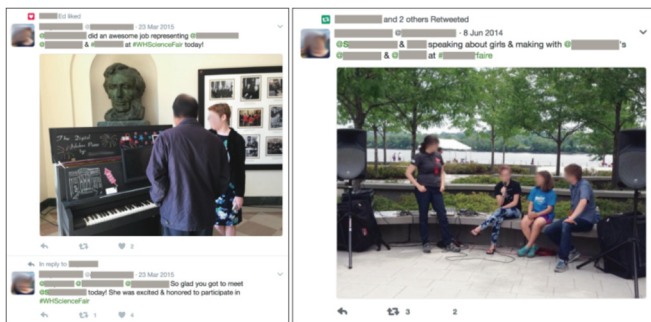 Ed liked
@ · 23 Mar 2015
@ did an awesome job representing @
@ & # at #WHScienceFair today!
The Digital
2
In reply to
@ · 23 Mar 2015
@ @ @ So glad you got to meet
@S today! She was excited & honored to participate in
#WHScienceFair
1 4
and 2 others Retweeted
@ · 8 Jun 2014
@S & speaking about girls & making with @ 's
@ & @ at # faire
3 2